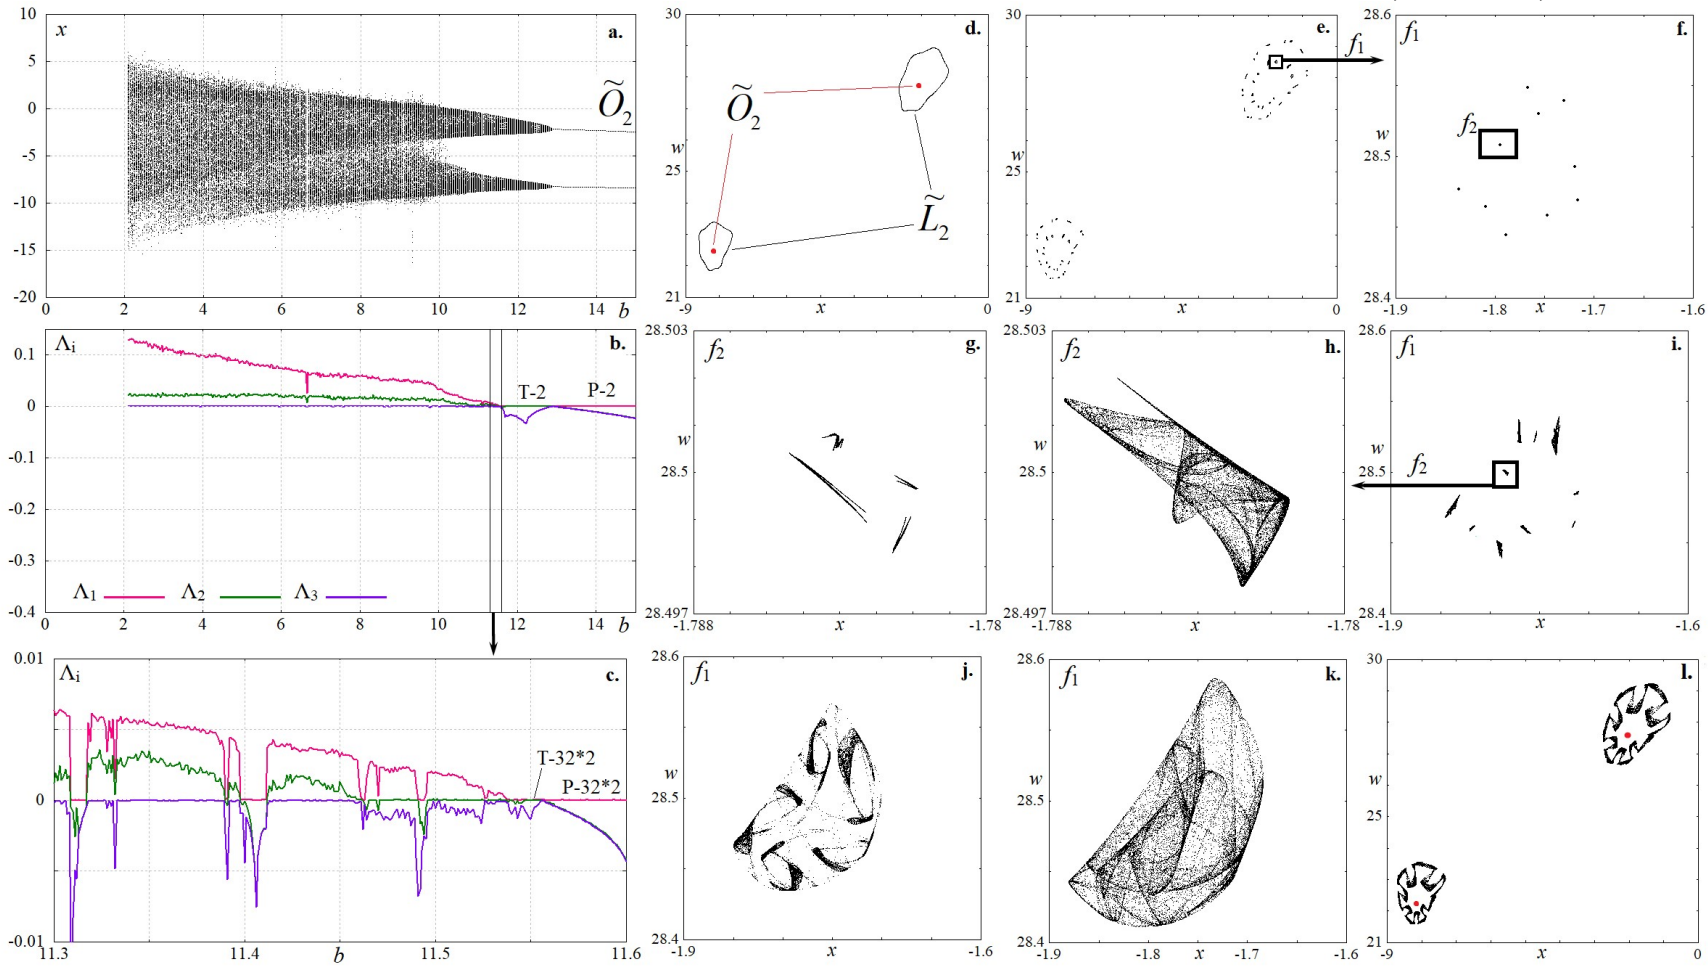 x
a.
10
5
0
-5
-10
-15
-20
0 2 4 6 8 10 12 14 b
Õ₂
30
d.
w
25
21
-9 x 0
Õ₂
L̃₂
e.
30
w
25
21
-9 x 0
f₁
28.6
f₁
f.
w
f₂
28.5
28.4
-1.9 -1.8 x -1.7 -1.6
Λᵢ
b.
0.1
0
-0.1
-0.2
-0.3
-0.4
T-2 P-2
Λ₁ Λ₂ Λ₃
0 2 4 6 8 10 12 14 b
28.503
f₂
g.
w
28.5
28.497
-1.788 x -1.78
28.503
f₂
h.
w
28.5
28.497
-1.788 x -1.78
28.6
f₁
i.
w
28.5
f₂
28.4
-1.9 x -1.6
0.01
Λᵢ
c.
0
-0.01
T-32*2
P-32*2
11.3 11.4 b 11.5 11.6
28.6
f₁
j.
w
28.5
28.4
-1.9 x -1.6
28.6
f₁
k.
w
28.5
28.4
-1.9 -1.8 x -1.7 -1.6
30
l.
w
25
21
-9 x 0